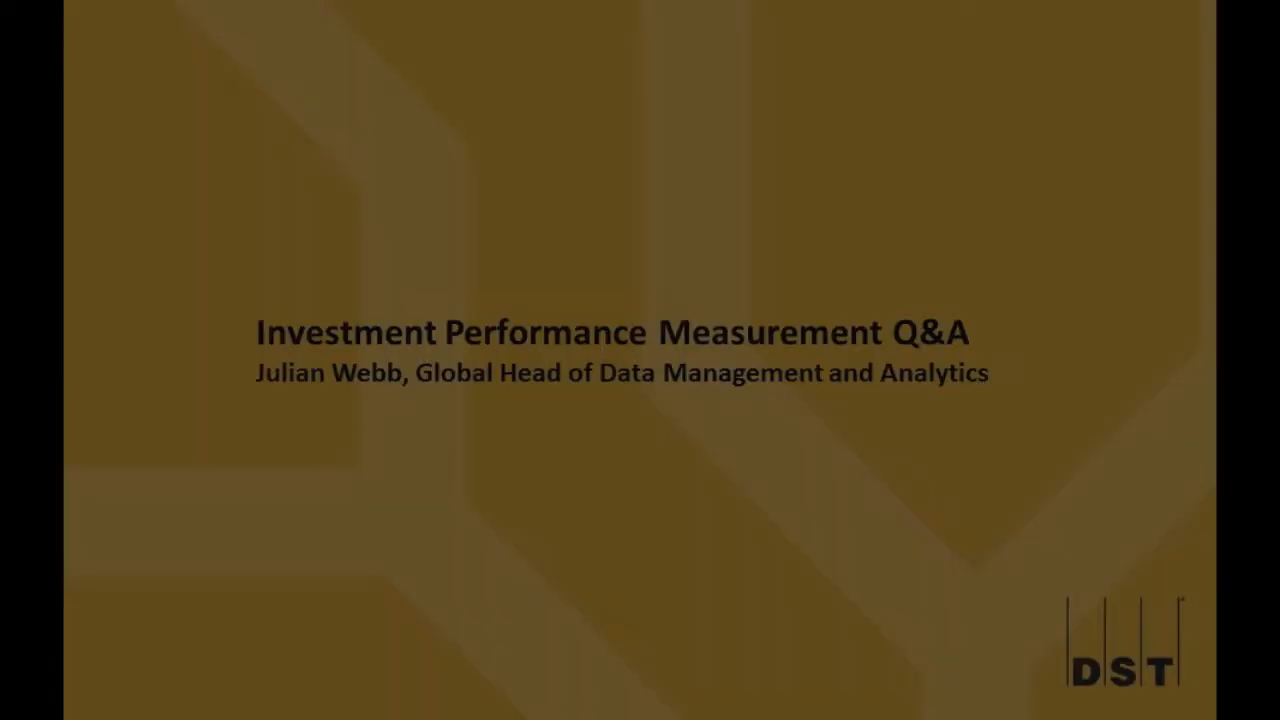 Investment Performance Measurement Q&A
Julian Webb, Global Head of Data Management and Analytics
DST